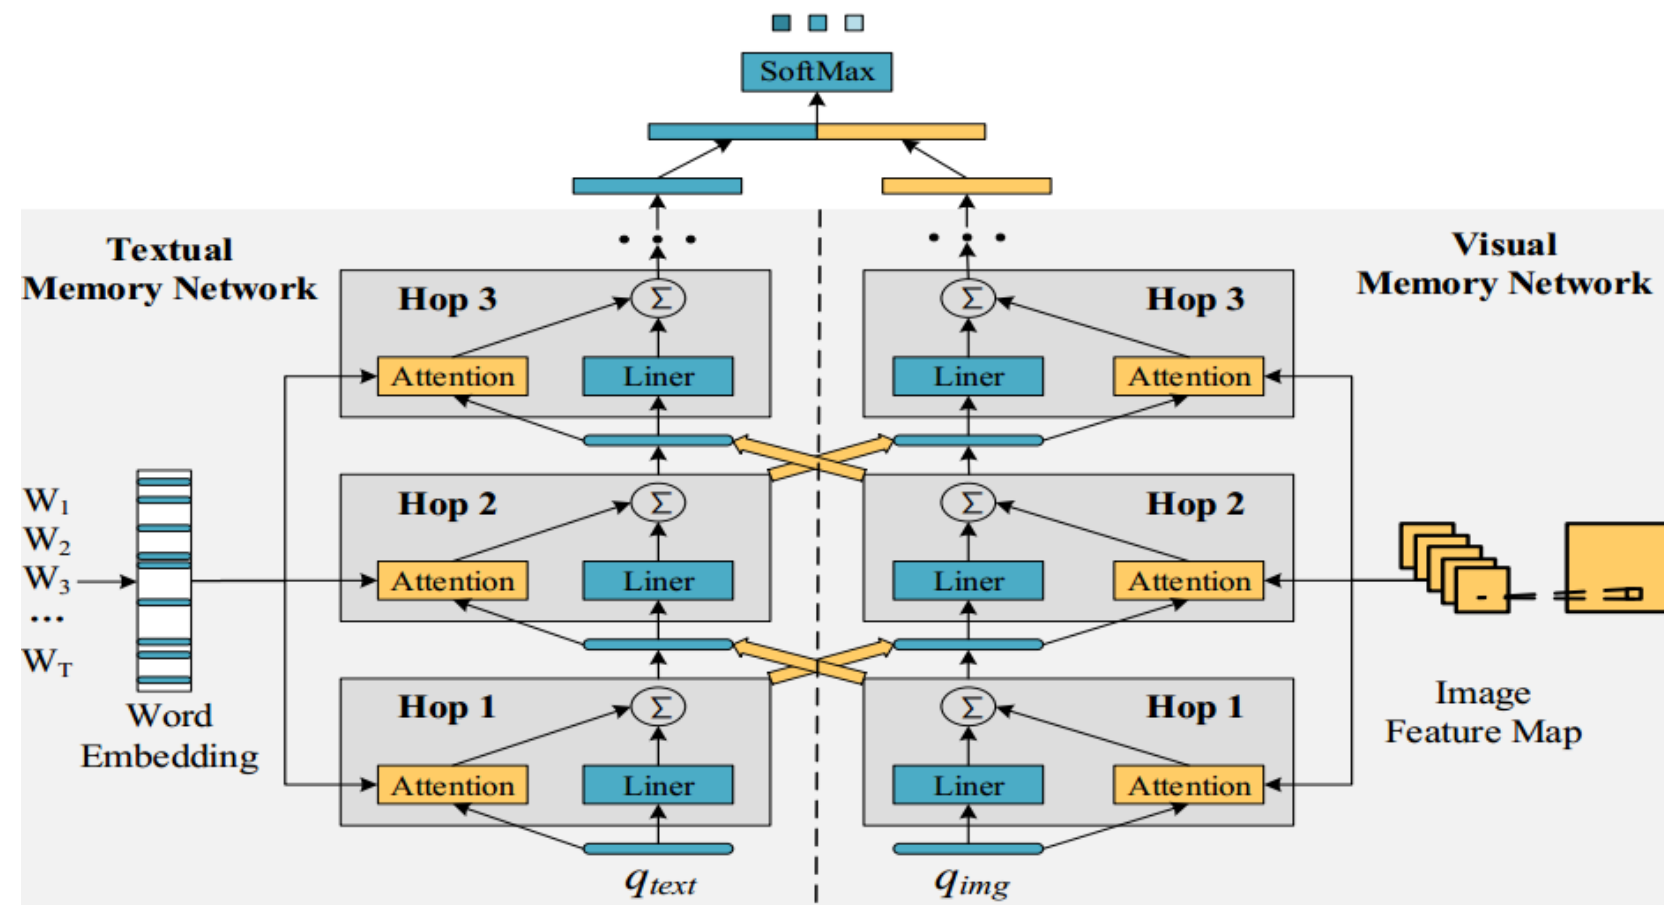 SoftMax
Textual
Memory Network
Visual
Memory Network
Hop 3
Σ
Attention
Liner
Hop 3
Σ
Liner
Attention
Hop 2
Σ
Attention
Liner
Hop 2
Σ
Liner
Attention
Hop 1
Σ
Attention
Liner
Hop 1
Σ
Liner
Attention
W1
W2
W3
...
WT
Word
Embedding
Image
Feature Map
qtext
qimg